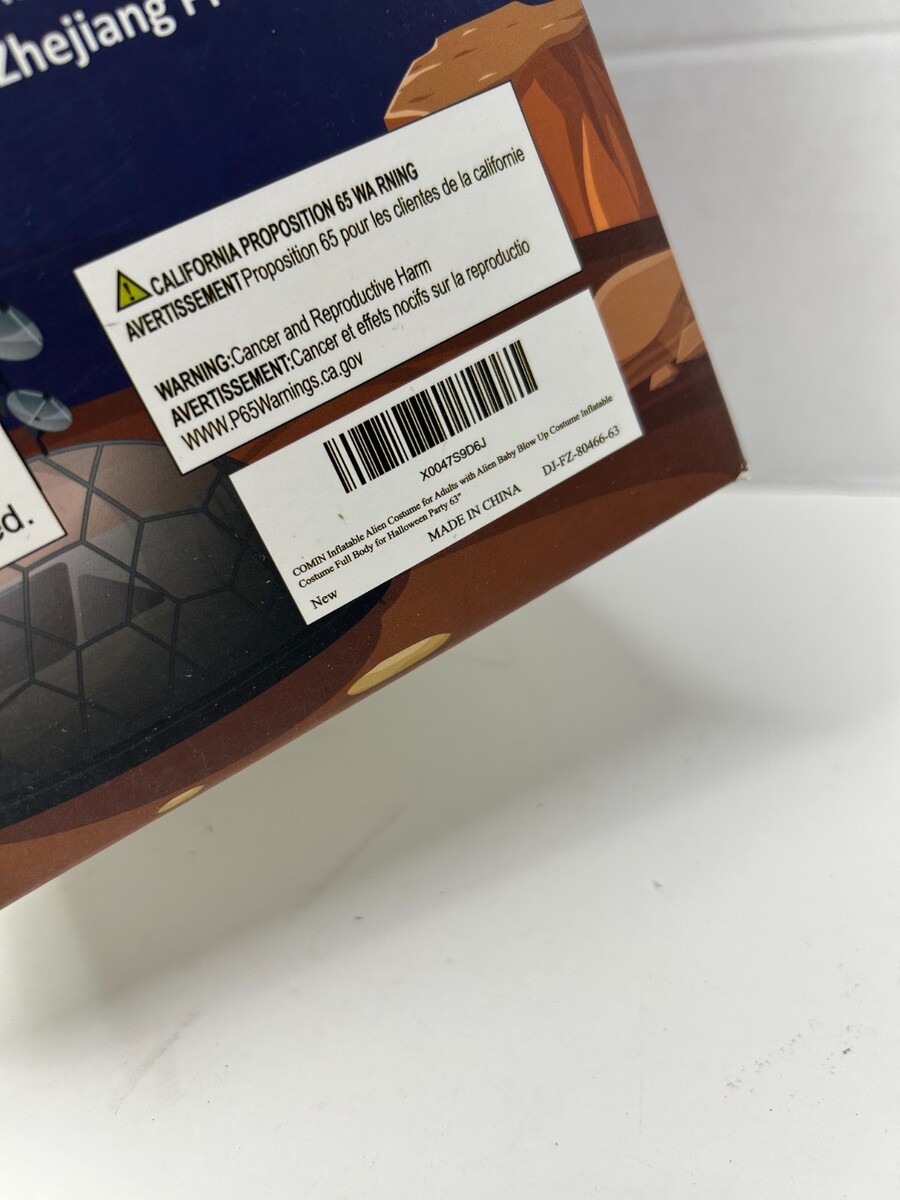 Zhejiang
CALIFORNIA PROPOSITION 65 WA RNING
AVERTISSEMENT Proposition 65 pour les clientes de la californie
WARNING:Cancer and Reproductive Harm
AVERTISSEMENT:Cancer et effets nocifs sur la reproductio
WWW.P65Warnings.ca.gov
X0047S9D6J
COMIN Inflatable Alien Costume for Adults with Alien Baby Blow Up Costume Inflatable
Costume Full Body for Halloween Party 63"
MADE IN CHINA DJ-FZ-80466-63
New
ed.